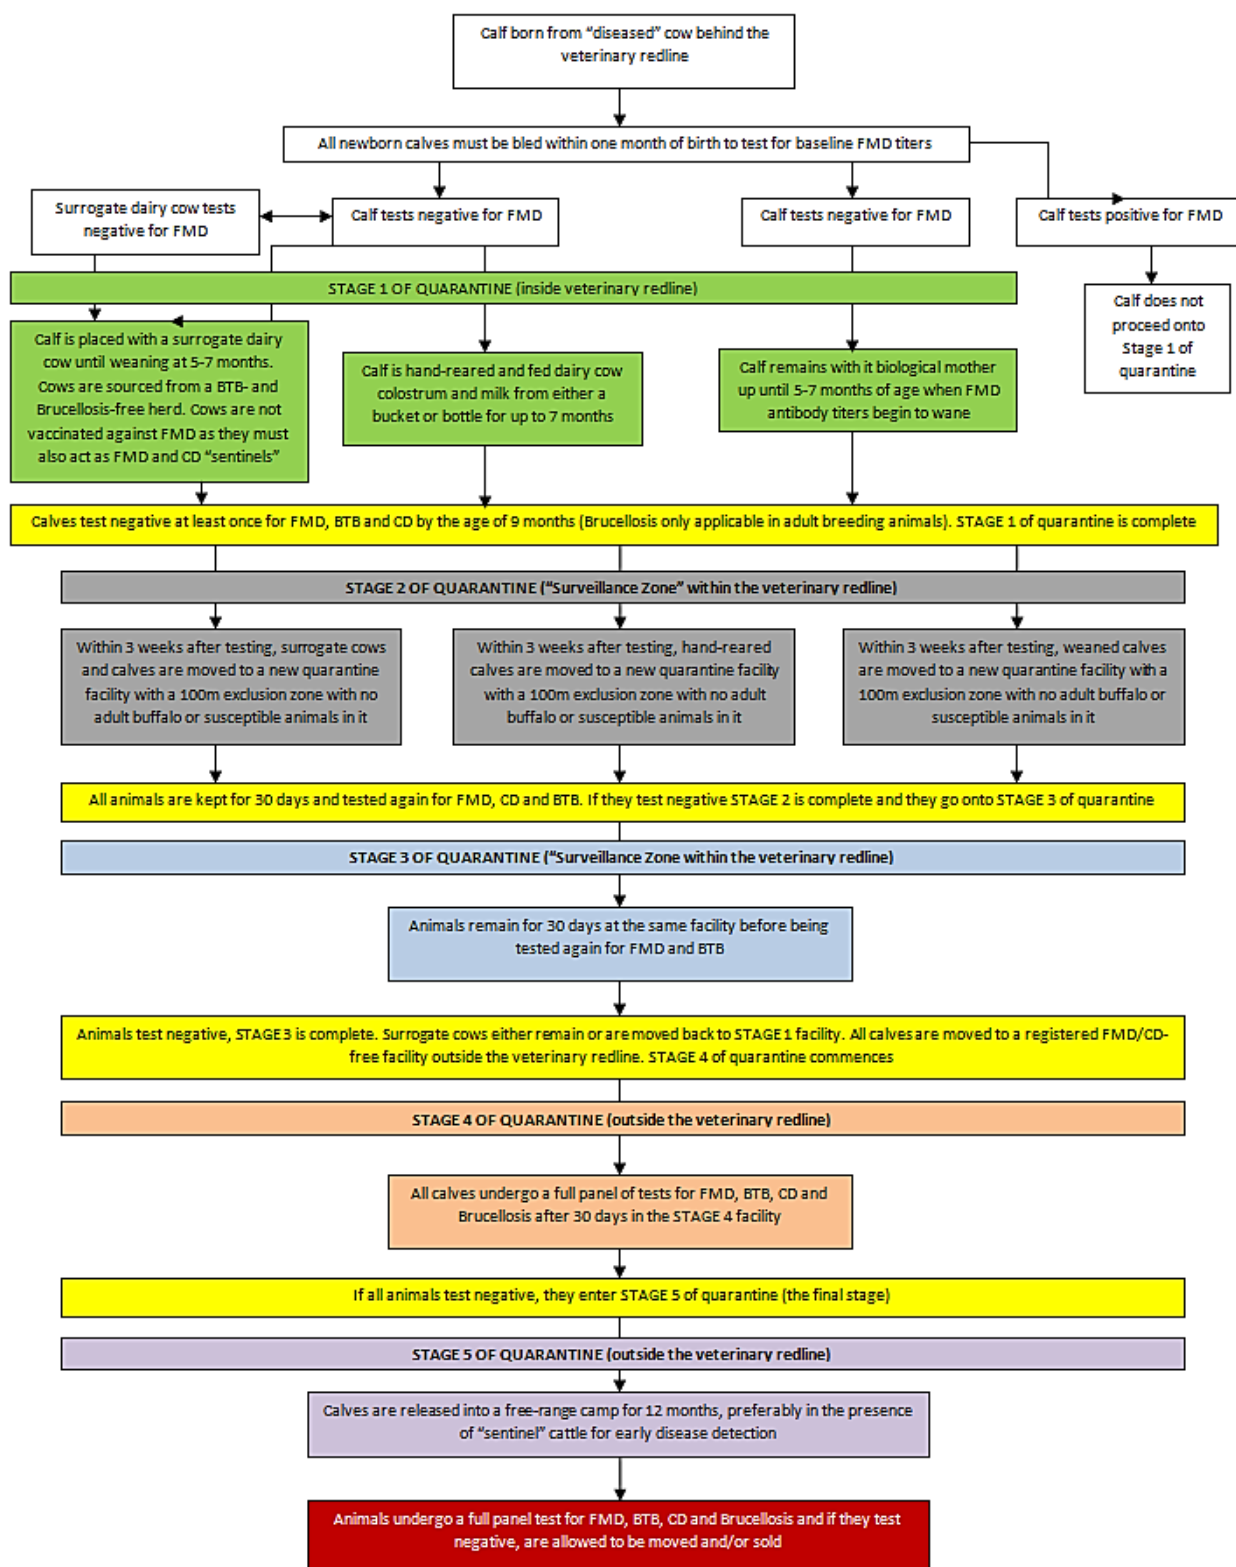 Calf born from “diseased” cow behind the
veterinary redline
All newborn calves must be bled within one month of birth to test for baseline FMD titers
Surrogate dairy cow tests
negative for FMD
Calf tests negative for FMD
Calf tests negative for FMD
Calf tests positive for FMD
STAGE 1 OF QUARANTINE (inside veterinary redline)
Calf is placed with a surrogate dairy
cow until weaning at 5-7 months.
Cows are sourced from a BTB- and
Brucellosis-free herd. Cows are not
vaccinated against FMD as they must
also act as FMD and CD “sentinels”
Calf is hand-reared and fed dairy cow
colostrum and milk from either a
bucket or bottle for up to 7 months
Calf remains with it biological mother
up until 5-7 months of age when FMD
antibody titers begin to wane
Calf does not
proceed onto
Stage 1 of
quarantine
Calves test negative at least once for FMD, BTB and CD by the age of 9 months (Brucellosis only applicable in adult breeding animals). STAGE 1 of quarantine is complete
STAGE 2 OF QUARANTINE (“Surveillance Zone” within the veterinary redline)
Within 3 weeks after testing, surrogate cows
and calves are moved to a new quarantine
facility with a 100m exclusion zone with no
adult buffalo or susceptible animals in it
Within 3 weeks after testing, hand-reared
calves are moved to a new quarantine facility
with a 100m exclusion zone with no adult
buffalo or susceptible animals in it
Within 3 weeks after testing, weaned calves
are moved to a new quarantine facility with a
100m exclusion zone with no adult buffalo or
susceptible animals in it
All animals are kept for 30 days and tested again for FMD, CD and BTB. If they test negative STAGE 2 is complete and they go onto STAGE 3 of quarantine
STAGE 3 OF QUARANTINE (“Surveillance Zone within the veterinary redline)
Animals remain for 30 days at the same facility before being
tested again for FMD and BTB
Animals test negative, STAGE 3 is complete. Surrogate cows either remain or are moved back to STAGE 1 facility. All calves are moved to a registered FMD/CD-
free facility outside the veterinary redline. STAGE 4 of quarantine commences
STAGE 4 OF QUARANTINE (outside the veterinary redline)
All calves undergo a full panel of tests for FMD, BTB, CD and
Brucellosis after 30 days in the STAGE 4 facility
If all animals test negative, they enter STAGE 5 of quarantine (the final stage)
STAGE 5 OF QUARANTINE (outside the veterinary redline)
Calves are released into a free-range camp for 12 months, preferably in the presence
of “sentinel” cattle for early disease detection
Animals undergo a full panel test for FMD, BTB, CD and Brucellosis and if they test
negative, are allowed to be moved and/or sold